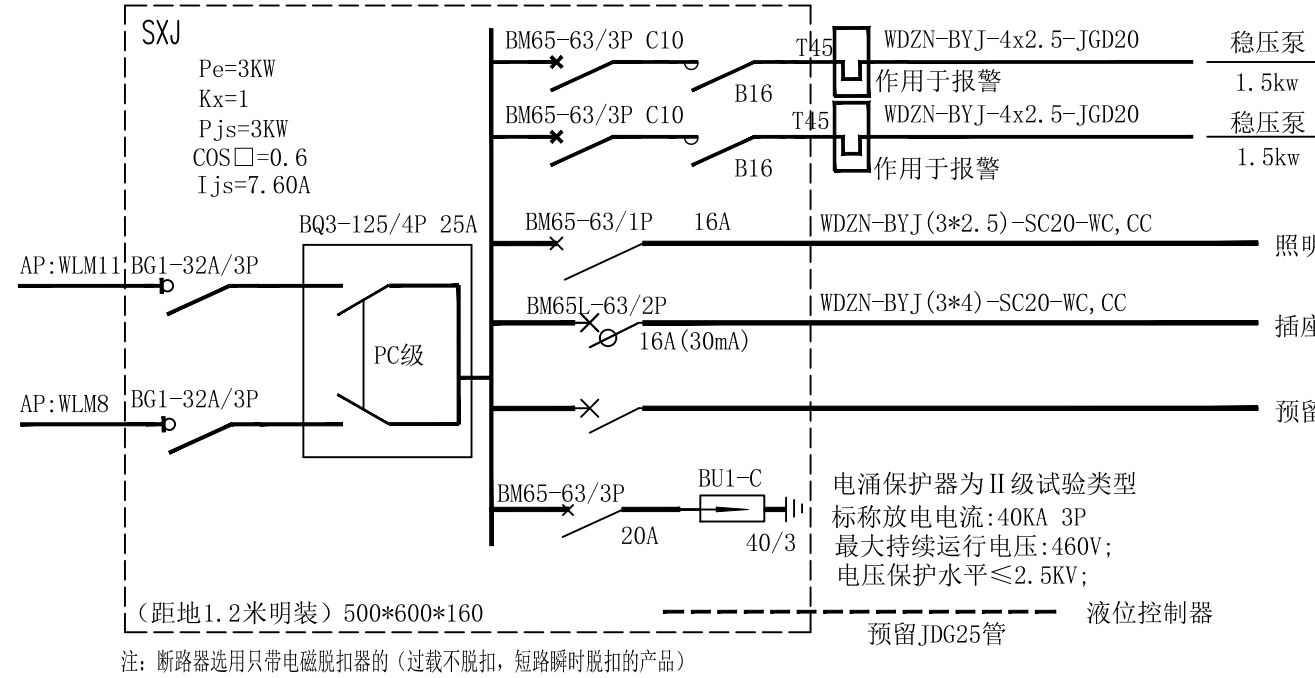 SXJ
Pe=3KW
Kx=1
Pjs=3KW
COS□=0.6
Ijs=7.60A
BM65-63/3P C10
B16
T45
WDZN-BYJ-4x2.5-JGD20
作用于报警
稳压泵
1.5kw
BM65-63/3P C10
B16
T45
WDZN-BYJ-4x2.5-JGD20
作用于报警
稳压泵
1.5kw
BQ3-125/4P 25A
BM65-63/1P 16A
WDZN-BYJ(3*2.5)-SC20-WC,CC
照明
AP:WLM11
BG1-32A/3P
PC级
BM65L-63/2P
16A(30mA)
WDZN-BYJ(3*4)-SC20-WC,CC
插座
AP:WLM8
BG1-32A/3P
预留
BM65-63/3P
20A
BU1-C
40/3
电涌保护器为Ⅱ级试验类型
标称放电电流:40KA 3P
最大持续运行电压:460V;
电压保护水平≤2.5KV;
(距地1.2米明装)500*600*160
液位控制器
预留JDG25管
注: 断路器选用只带电磁脱扣器的(过载不脱扣, 短路瞬时脱扣的产品)